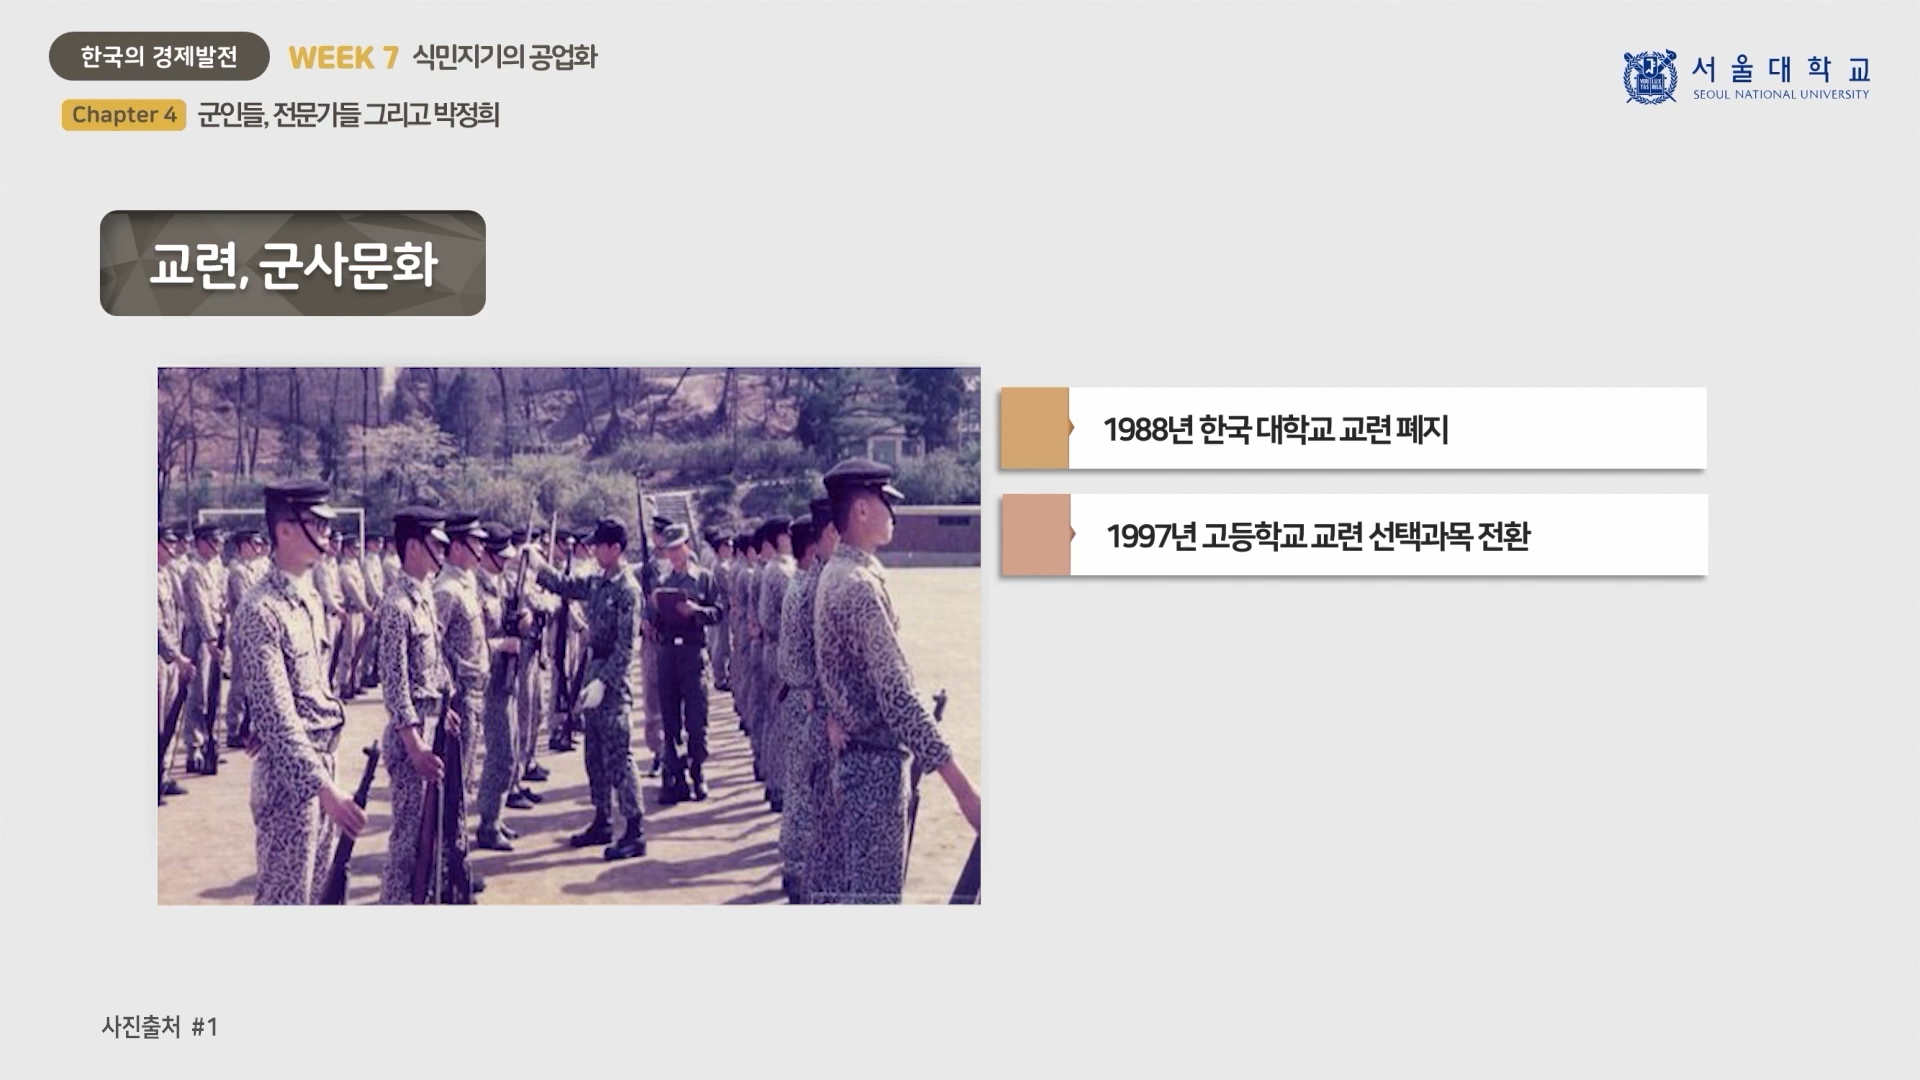 한국의 경제발전 WEEK 7 식민지기의 공업화
Chapter 4 군인들, 전문가들 그리고 박정희
서울대학교
SEOUL NATIONAL UNIVERSITY
교련, 군사문화
1988년 한국 대학교 교련 폐지
1997년 고등학교 교련 선택과목 전환
사진출처 #1